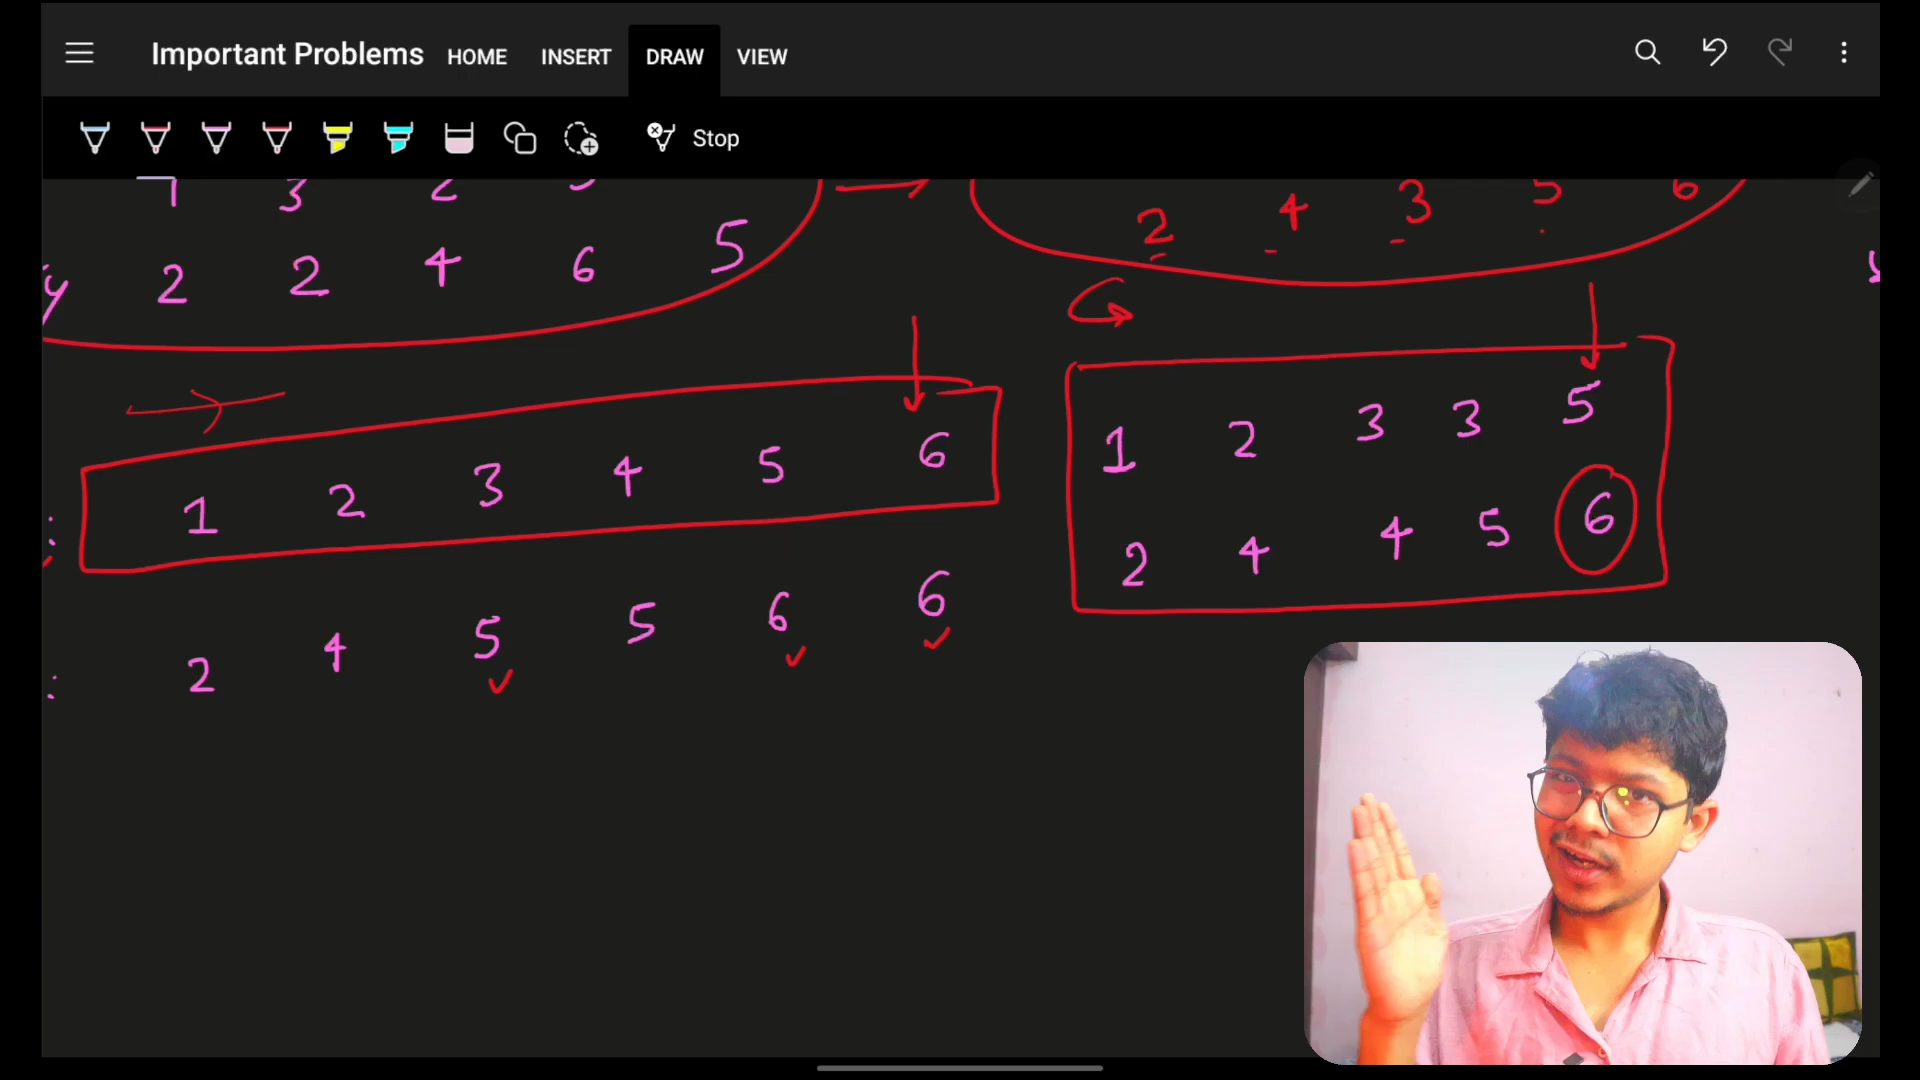 Important Problems HOME INSERT DRAW VIEW
Stop
1 3 2
y 2 2 4 6 5
2 4 3 5 6
: 1 2 3 4 5 6
: 2 4 5 5 6 6
1 2 3 3 5
2 4 4 5 6